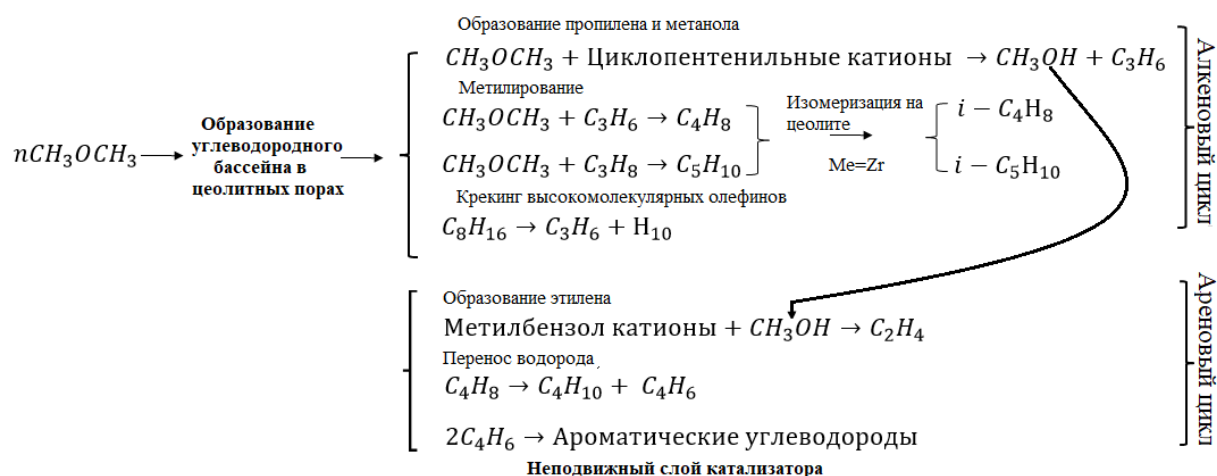 Образование пропилена и метанола
CH₃OCH₃ + Циклопентенильные катионы → CH₃OH + C₃H₆
Метилирование
CH₃OCH₃ + C₃H₆ → C₄H₈
CH₃OCH₃ + C₃H₈ → C₅H₁₀
Изомеризация на
цеолите
Me=Zr
i − C₄H₈
i − C₅H₁₀
Крекинг высокомолекулярных олефинов
C₈H₁₆ → C₃H₆ + H₁₀
Алкеновый цикл
nCH₃OCH₃
Образование
углеводородного
бассейна в
цеолитных порах
Образование этилена
Метилбензол катионы + CH₃OH → C₂H₄
Перенос водорода
C₄H₈ → C₄H₁₀ + C₄H₆
2C₄H₆ → Ароматические углеводороды
Ареновый цикл
Неподвижный слой катализатора